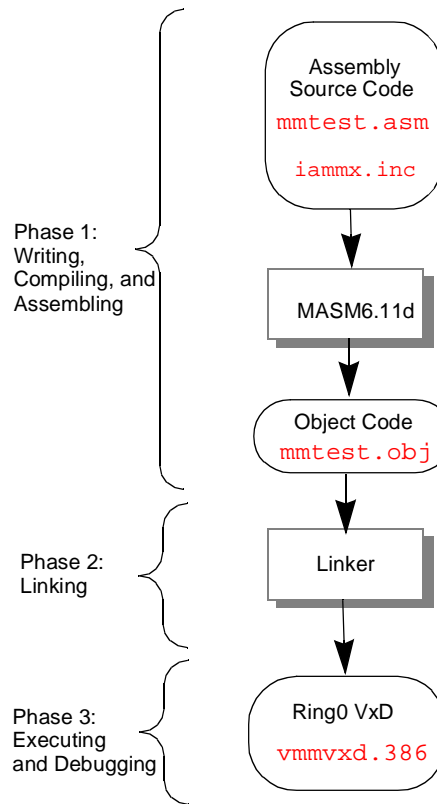 Assembly
Source Code
mmtest.asm
iammx.inc
Phase 1:
Writing,
Compiling, and
Assembling
MASM6.11d
Object Code
mmtest.obj
Phase 2:
Linking
Linker
Phase 3:
Executing
and Debugging
Ring0 VxD
vmmvxd.386